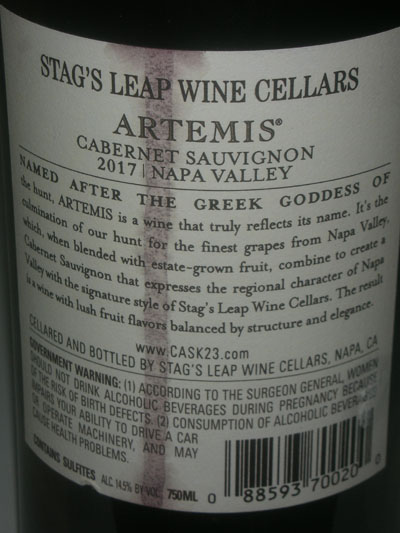 STAG'S LEAP WINE CELLARS
ARTEMIS®
CABERNET SAUVIGNON
2017 | NAPA VALLEY
NAMED AFTER THE GREEK GODDESS OF
the hunt, ARTEMIS is a wine that truly reflects its name. It's the
culmination of our hunt for the finest grapes from Napa Valley,
which, when blended with estate-grown fruit, combine to create a
Cabernet Sauvignon that expresses the regional character of Napa
Valley with the signature style of Stag's Leap Wine Cellars. The result
is a wine with lush fruit flavors balanced by structure and elegance.
www.CASK23.com
CELLARED AND BOTTLED BY STAG'S LEAP WINE CELLARS, NAPA, CA
GOVERNMENT WARNING: (1) ACCORDING TO THE SURGEON GENERAL, WOMEN
SHOULD NOT DRINK ALCOHOLIC BEVERAGES DURING PREGNANCY BECAUSE
OF THE RISK OF BIRTH DEFECTS. (2) CONSUMPTION OF ALCOHOLIC BEVERAGES
IMPAIRS YOUR ABILITY TO DRIVE A CAR
OR OPERATE MACHINERY, AND MAY
CAUSE HEALTH PROBLEMS.
CONTAINS SULFITES ALC 14.5% BY VOL 750ML
0 88593 70020 0